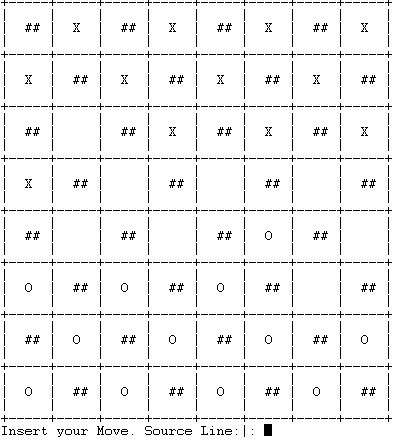 ## X ## X ## X ## X
X ## X ## X ## X ##
## ## X ## X ## X
X ## ## ## ##
## ## ## O ##
O ## O ## O ## ##
## O ## O ## O ## O
O ## O ## O ## O ##
Insert your Move. Source Line:|: